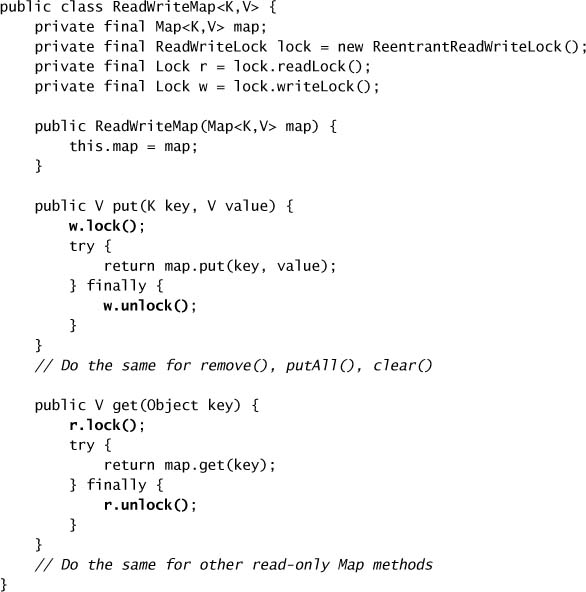 public class ReadWriteMap<K,V> {
    private final Map<K,V> map;
    private final ReadWriteLock lock = new ReentrantReadWriteLock();
    private final Lock r = lock.readLock();
    private final Lock w = lock.writeLock();

    public ReadWriteMap(Map<K,V> map) {
        this.map = map;
    }

    public V put(K key, V value) {
        w.lock();
        try {
            return map.put(key, value);
        } finally {
            w.unlock();
        }
    }
    // Do the same for remove(), putAll(), clear()

    public V get(Object key) {
        r.lock();
        try {
            return map.get(key);
        } finally {
            r.unlock();
        }
    }
    // Do the same for other read-only Map methods
}